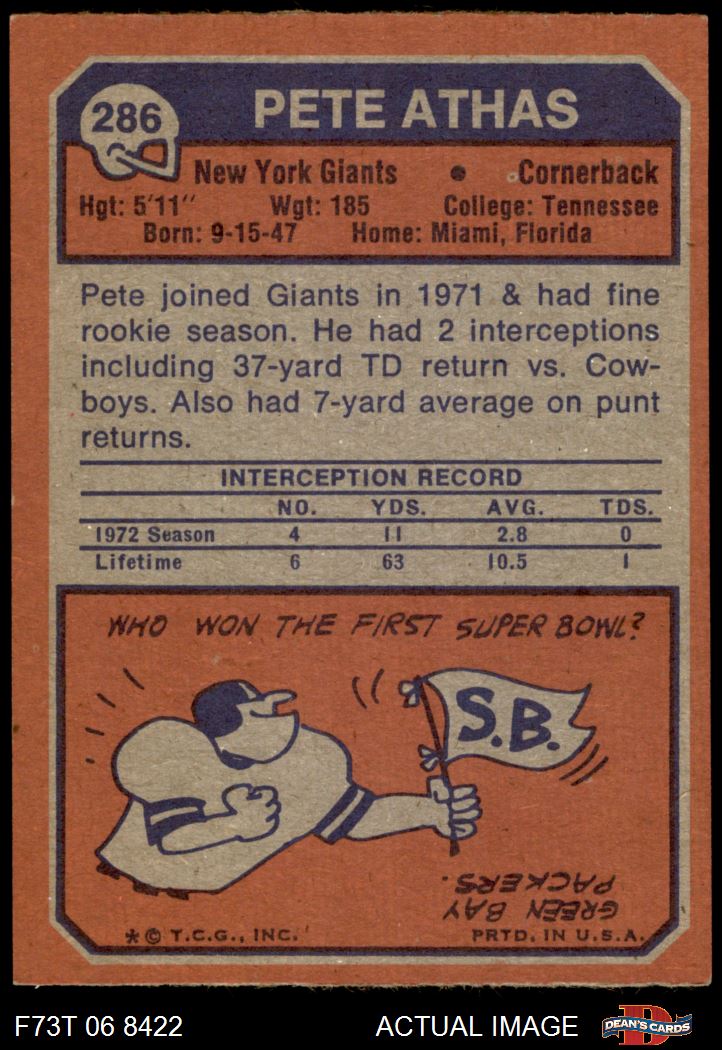 286
PETE ATHAS
New York Giants • Cornerback
Hgt: 5'11" Wgt: 185 College: Tennessee
Born: 9-15-47 Home: Miami, Florida
Pete joined Giants in 1971 & had fine
rookie season. He had 2 interceptions
including 37-yard TD return vs. Cow-
boys. Also had 7-yard average on punt
returns.
INTERCEPTION RECORD
NO. YDS. AVG. TDS.
1972 Season 4 11 2.8 0
Lifetime 6 63 10.5 1
WHO WON THE FIRST SUPER BOWL?
S.B.
GREEN BAY
PACKERS.
* © T.C.G., INC. PRTD. IN U.S.A.
F73T 06 8422 ACTUAL IMAGE
D
DEAN'S CARDS